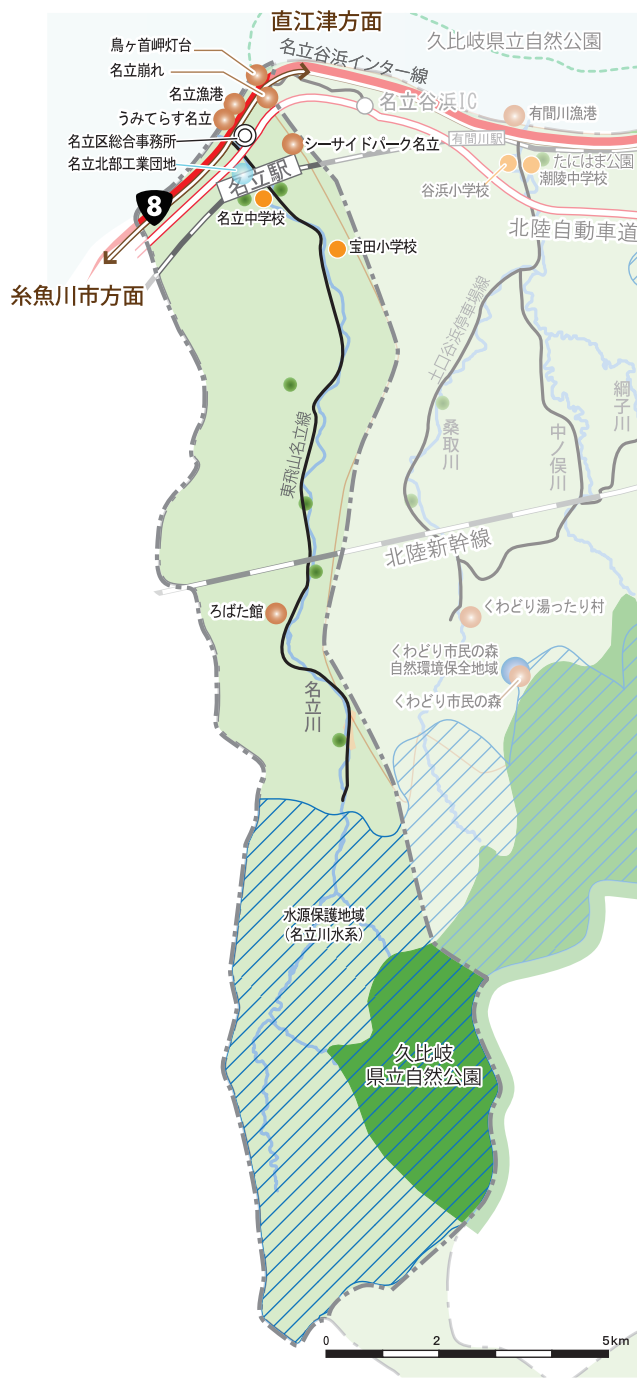 直江津方面
鳥ヶ首岬灯台
名立崩れ
名立谷浜インター線
久比岐県立自然公園
名立漁港
うみてらす名立
名立谷浜IC
有間川漁港
名立区総合事務所
シーサイドパーク名立
有間川駅
名立北部工業団地
名立駅
谷浜小学校
たにはま公園
潮陵中学校
8
名立中学校
北陸自動車道
宝田小学校
糸魚川市方面
土口谷浜停車場線
綱子川
桑取川
中ノ俣川
東飛山名立線
北陸新幹線
ろばた館
くわどり湯ったり村
くわどり市民の森
自然環境保全地域
くわどり市民の森
名立川
水源保護地域
(名立川水系)
久比岐
県立自然公園
0 2 5km